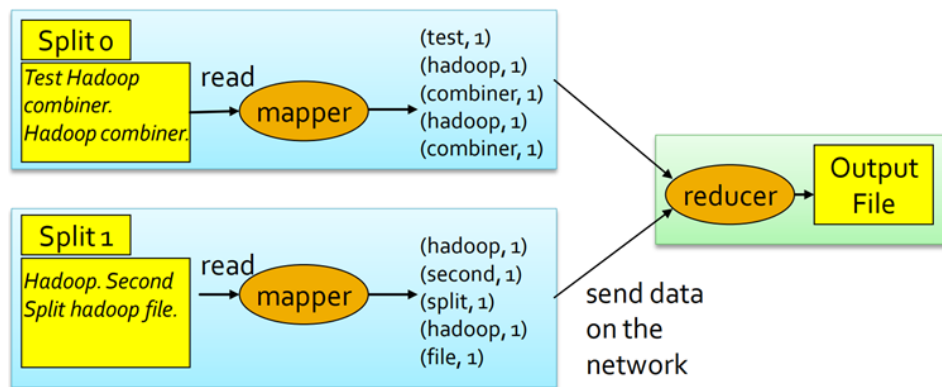 Split 0
Test Hadoop
combiner.
Hadoop combiner.
read
mapper
(test, 1)
(hadoop, 1)
(combiner, 1)
(hadoop, 1)
(combiner, 1)
Split 1
Hadoop. Second
Split hadoop file.
read
mapper
(hadoop, 1)
(second, 1)
(split, 1)
(hadoop, 1)
(file, 1)
send data
on the
network
reducer
Output
File